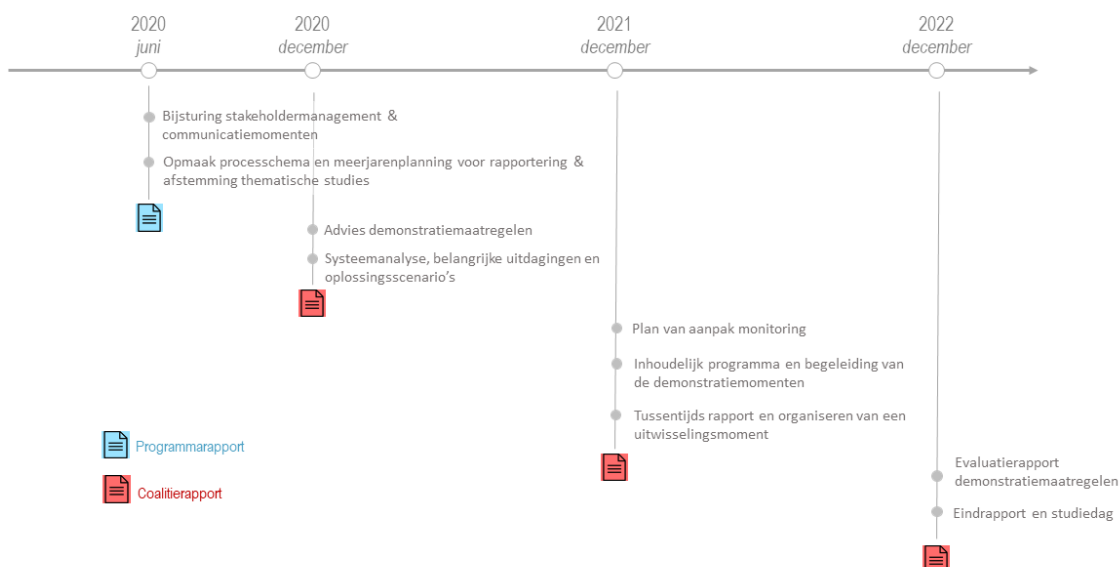 2020
juni
2020
december
2021
december
2022
december
Bijsturing stakeholdermanagement &
communicatiemomenten
Opmaak processchema en meerjarenplanning voor rapportering &
afstemming thematische studies
Advies demonstratiemaatregelen
Systeemanalyse, belangrijke uitdagingen en
oplossingsscenario's
Plan van aanpak monitoring
Inhoudelijk programma en begeleiding van
de demonstratiemomenten
Tussentijds rapport en organiseren van een
uitwisselingsmoment
Programmarapport
Coalitierapport
Evaluatierapport
demonstratiemaatregelen
Eindrapport en studiedag